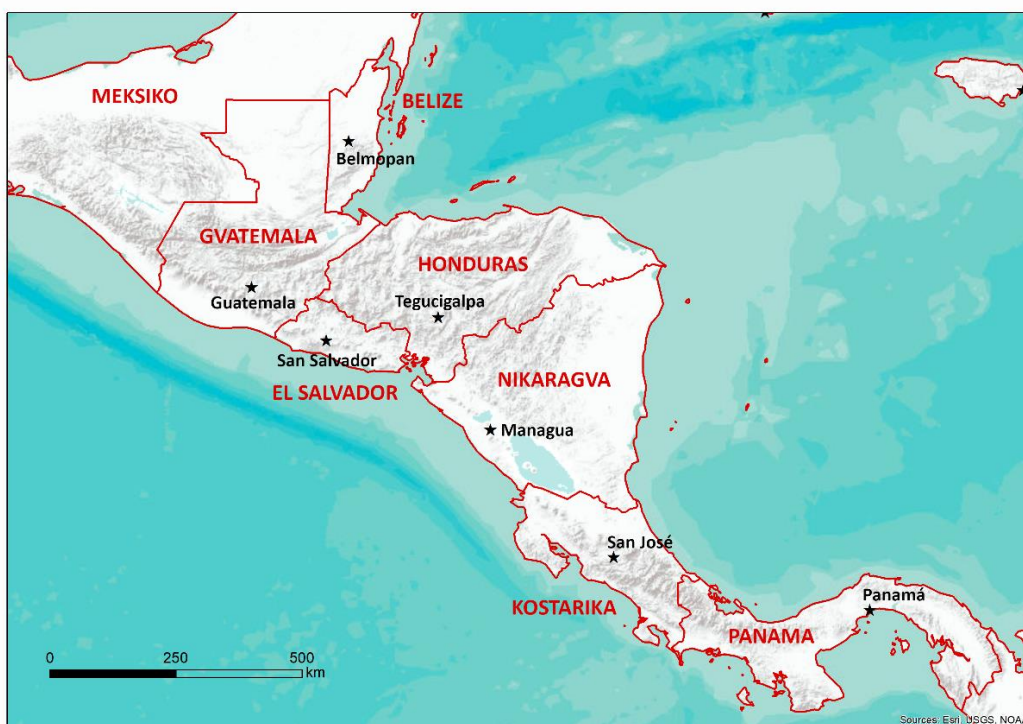 MEKSIKO
BELIZE
Belmopan
GVATEMALA
HONDURAS
Guatemala
Tegucigalpa
San Salvador
NIKARAGVA
EL SALVADOR
Managua
San José
KOSTARIKA
Panamá
PANAMA
0 250 500
km
Sources: Esri, USGS, NOA